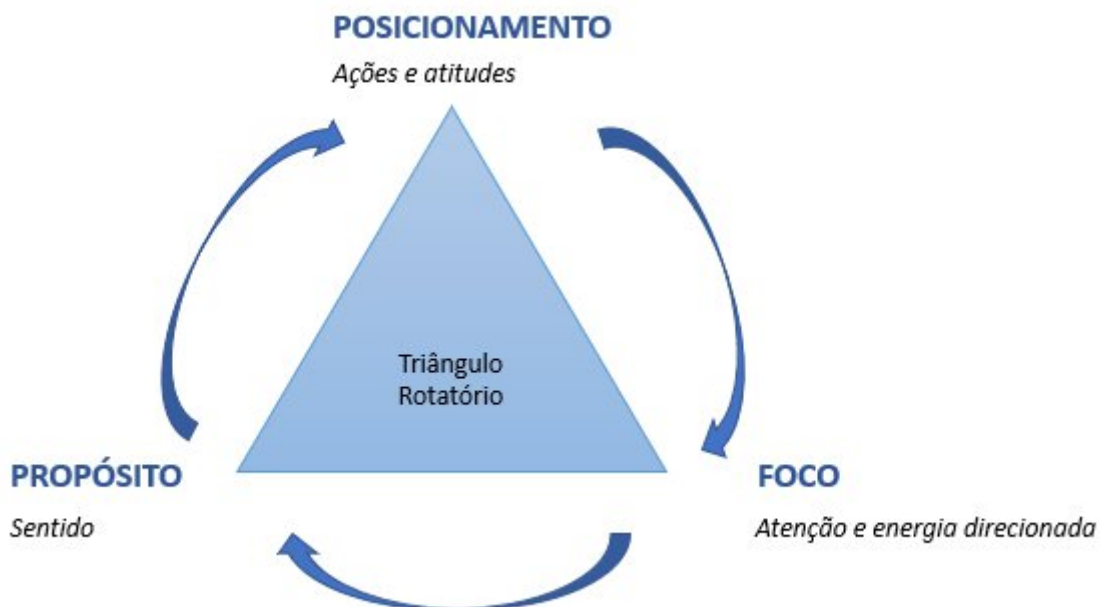 POSICIONAMENTO
Ações e atitudes
Triângulo
Rotatório
PROPÓSITO
Sentido
FOCO
Atenção e energia direcionada